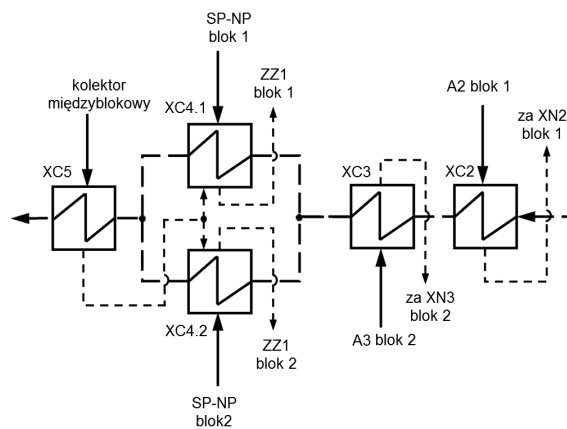 SP-NP
blok 1
kolektor
międzyblokowy
XC4.1
ZZ1
blok 1
A2 blok 1
za XN2
blok 1
XC5
XC3
XC2
XC4.2
ZZ1
blok 2
za XN3
blok 2
A3 blok 2
SP-NP
blok2